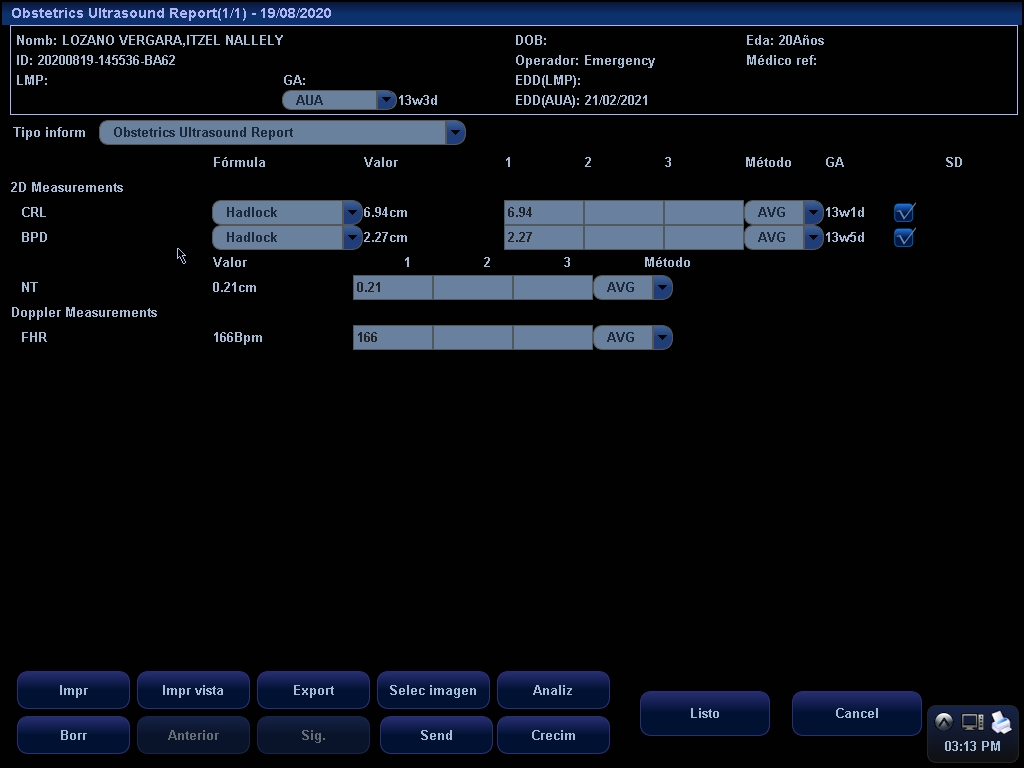 Obstetrics Ultrasound Report(1/1) - 19/08/2020
Nomb: LOZANO VERGARA,ITZEL NALLELY DOB: Eda: 20Años
ID: 20200819-145536-BA62 Operador: Emergency Médico ref:
LMP: GA: EDD(LMP):
AUA 13w3d EDD(AUA): 21/02/2021
Tipo inform Obstetrics Ultrasound Report
Fórmula Valor 1 2 3 Método GA SD
2D Measurements
CRL Hadlock 6.94cm 6.94 AVG 13w1d
BPD Hadlock 2.27cm 2.27 AVG 13w5d
Valor 1 2 3 Método
NT 0.21cm 0.21 AVG
Doppler Measurements
FHR 166Bpm 166 AVG
Impr Impr vista Export Selec imagen Analiz
Listo Cancel
Borr Anterior Sig. Send Crecim
03:13 PM